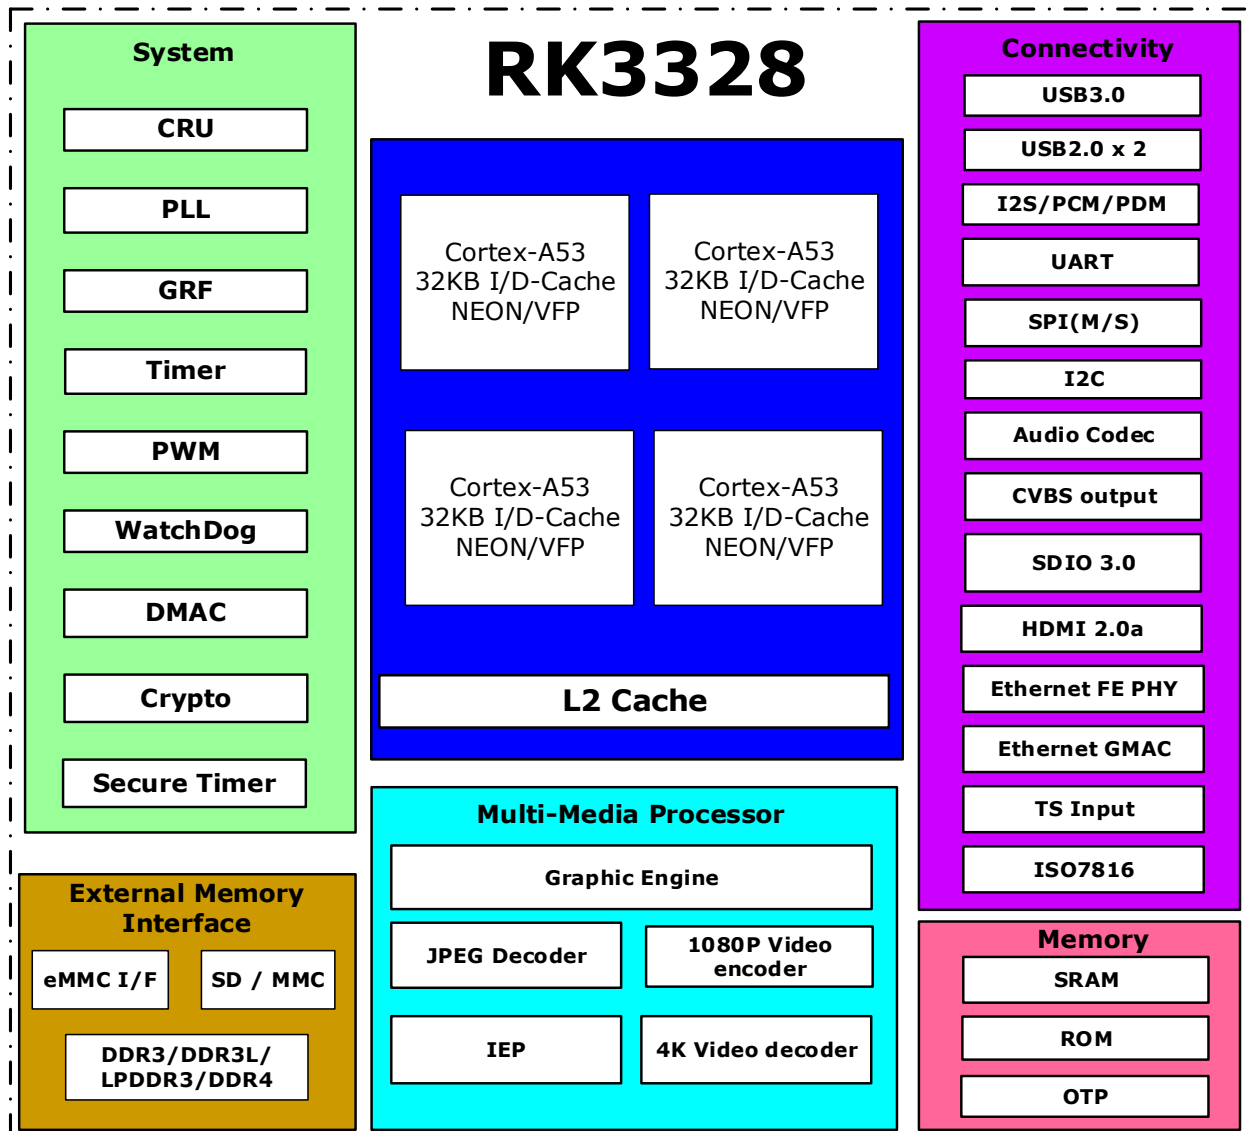 RK3328
System
CRU
PLL
GRF
Timer
PWM
WatchDog
DMAC
Crypto
Secure Timer
External Memory
Interface
eMMC I/F
SD / MMC
DDR3/DDR3L/
LPDDR3/DDR4
Cortex-A53
32KB I/D-Cache
NEON/VFP
Cortex-A53
32KB I/D-Cache
NEON/VFP
Cortex-A53
32KB I/D-Cache
NEON/VFP
Cortex-A53
32KB I/D-Cache
NEON/VFP
L2 Cache
Multi-Media Processor
Graphic Engine
JPEG Decoder
1080P Video
encoder
IEP
4K Video decoder
Connectivity
USB3.0
USB2.0 x 2
I2S/PCM/PDM
UART
SPI(M/S)
I2C
Audio Codec
CVBS output
SDIO 3.0
HDMI 2.0a
Ethernet FE PHY
Ethernet GMAC
TS Input
ISO7816
Memory
SRAM
ROM
OTP